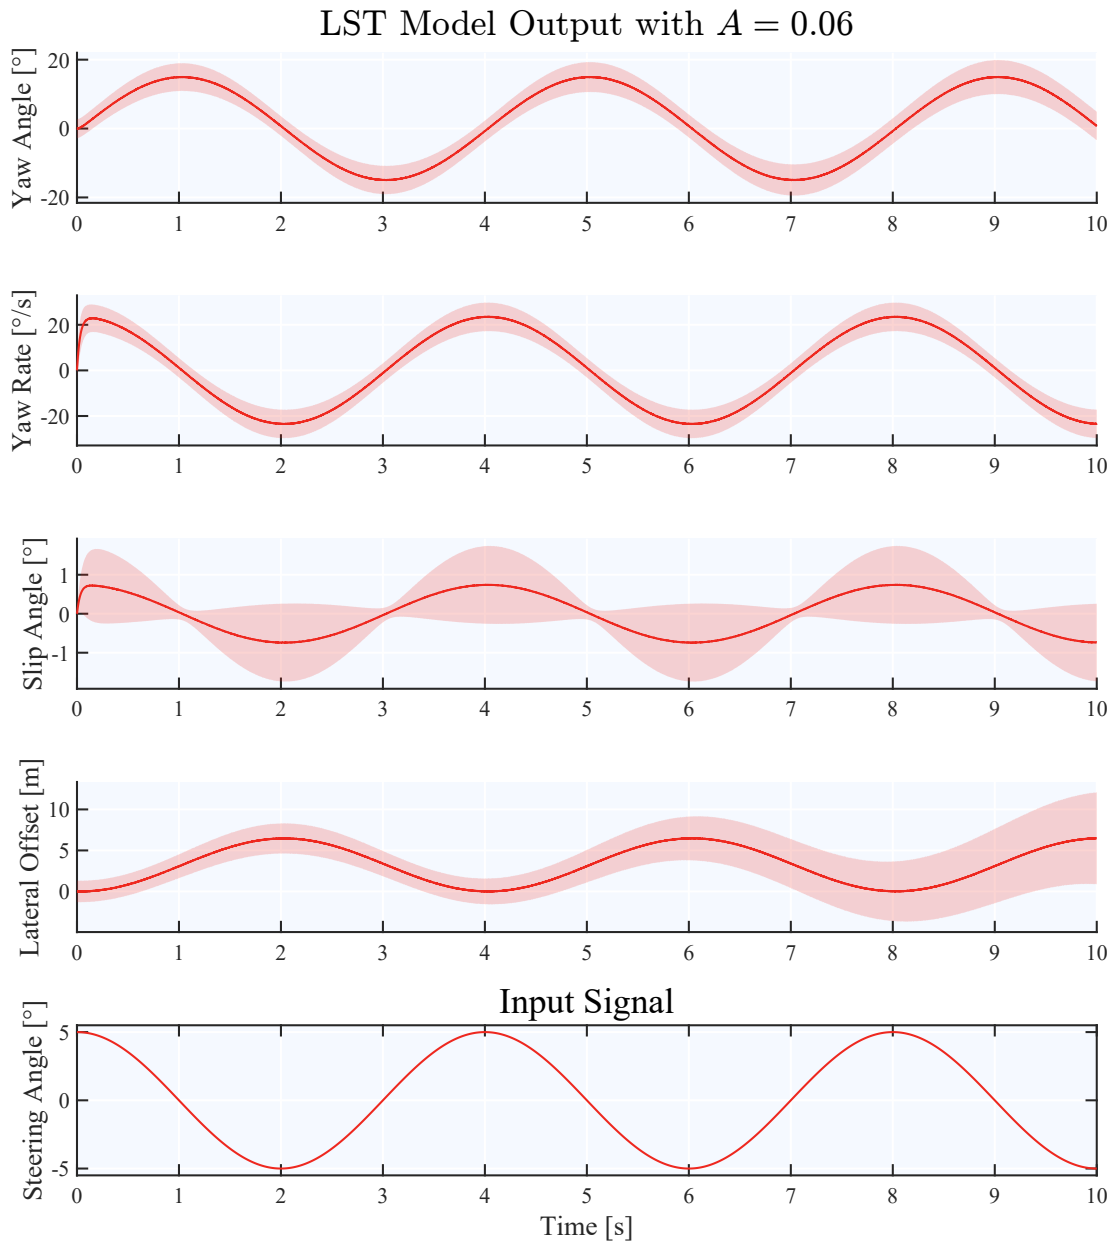 LST Model Output with A = 0.06
Yaw Angle [°]
20
0
-20
0 1 2 3 4 5 6 7 8 9 10
Yaw Rate [°/s]
20
0
-20
0 1 2 3 4 5 6 7 8 9 10
Slip Angle [°]
1
0
-1
0 1 2 3 4 5 6 7 8 9 10
Lateral Offset [m]
10
5
0
0 1 2 3 4 5 6 7 8 9 10
Input Signal
Steering Angle [°]
5
0
-5
0 1 2 3 4 5 6 7 8 9 10
Time [s]